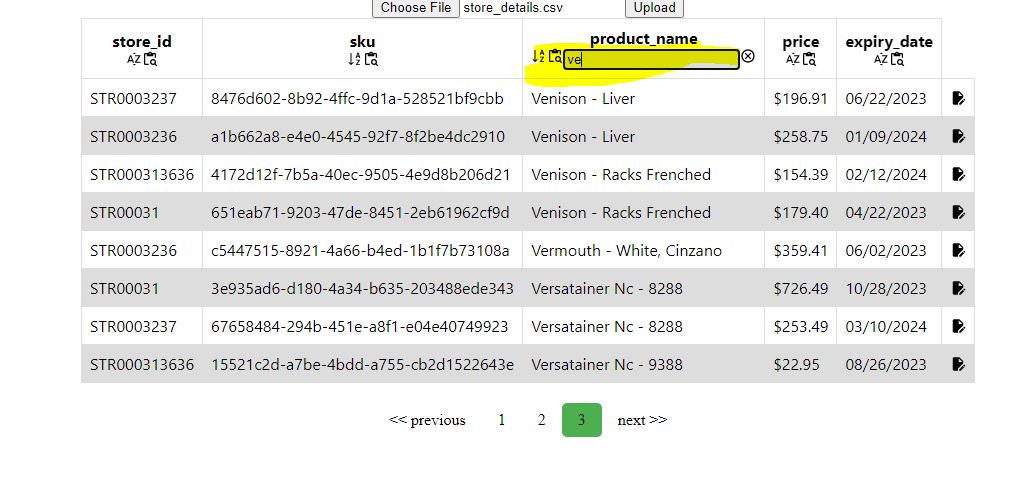 Choose File store_details.csv Upload
store_id sku product_name price expiry_date
ve
STR0003237 8476d602-8b92-4ffc-9d1a-528521bf9cbb Venison - Liver $196.91 06/22/2023
STR0003236 a1b662a8-e4e0-4545-92f7-8f2be4dc2910 Venison - Liver $258.75 01/09/2024
STR000313636 4172d12f-7b5a-40ec-9505-4e9d8b206d21 Venison - Racks Frenched $154.39 02/12/2024
STR00031 651eab71-9203-47de-8451-2eb61962cf9d Venison - Racks Frenched $179.40 04/22/2023
STR0003236 c5447515-8921-4a66-b4ed-1b1f7b73108a Vermouth - White, Cinzano $359.41 06/02/2023
STR00031 3e935ad6-d180-4a34-b635-203488ede343 Versatainer Nc - 8288 $726.49 10/28/2023
STR0003237 67658484-294b-451e-a8f1-e04e40749923 Versatainer Nc - 8288 $253.49 03/10/2024
STR000313636 15521c2d-a7be-4bdd-a755-cb2d1522643e Versatainer Nc - 9388 $22.95 08/26/2023
<< previous 1 2 3 next >>